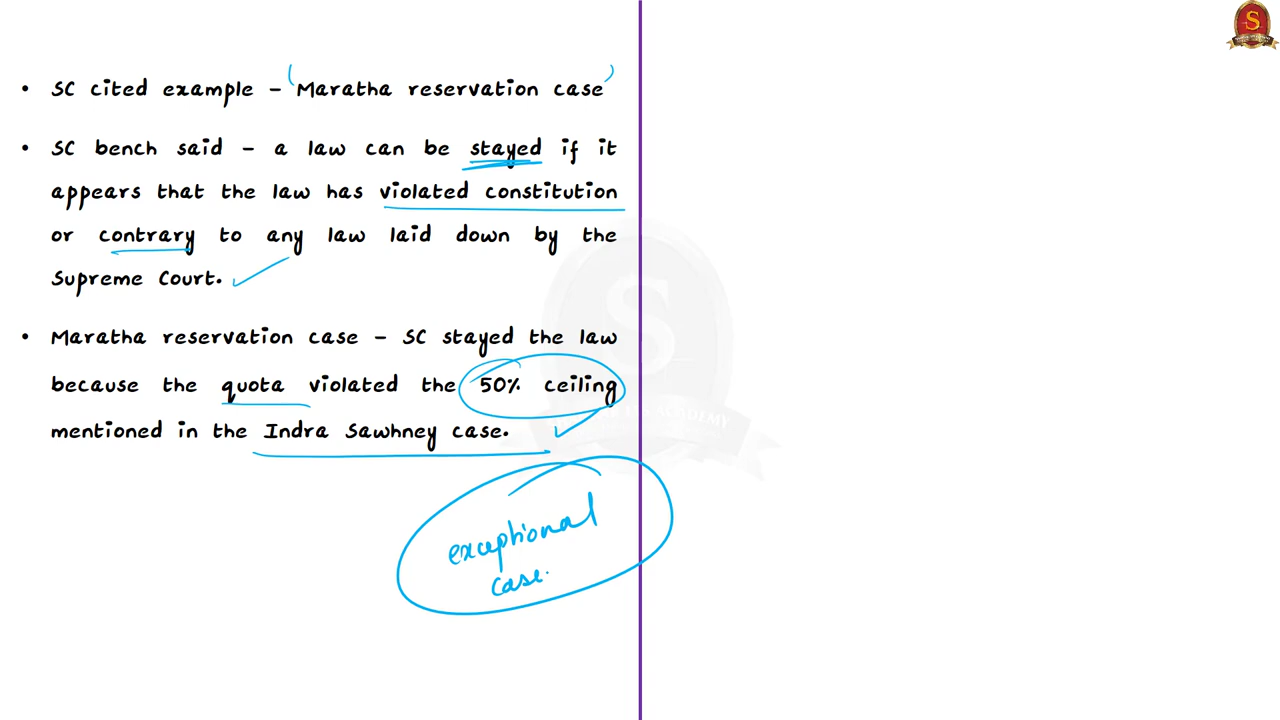 • SC cited example – (Maratha reservation case)
• SC bench said – a law can be stayed if it
appears that the law has violated constitution
or contrary to any law laid down by the
Supreme Court.
• Maratha reservation case – SC stayed the law
because the quota violated the 50% ceiling
mentioned in the Indra Sawhney case.
exceptional
case.